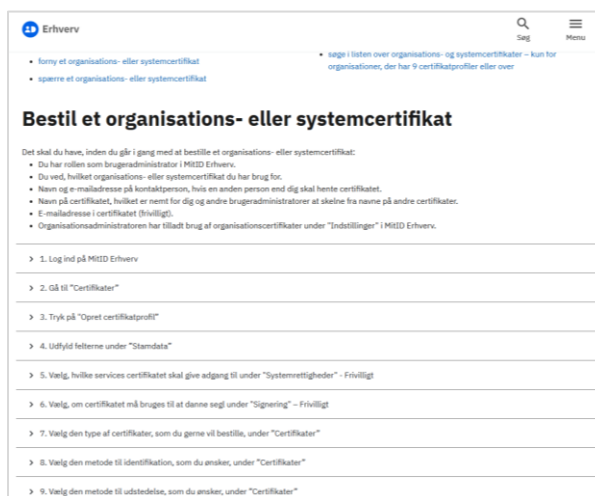 Erhverv
Søg
Menu
forny et organisations- eller systemcertifikat
spærre et organisations- eller systemcertifikat
søge i listen over organisations- og systemcertifikater – kun for
organisationer, der har 9 certifikatprofiler eller over
Bestil et organisations- eller systemcertifikat
Det skal du have, inden du går i gang med at bestille et organisations- eller systemcertifikat:
Du har rollen som brugeradministrator i MitID Erhverv.
Du ved, hvilket organisations- eller systemcertifikat du har brug for.
Navn og e-mailadresse på kontaktperson, hvis en anden person end dig skal hente certifikatet.
Navn på certifikatet, hvilket er nemt for dig og andre brugeradministratorer at skelne fra navne på andre certifikater.
E-mailadresse i certifikatet (frivilligt).
Organisationsadministratoren har tilladt brug af organisationscertifikater under "Indstillinger" i MitID Erhverv.
1. Log ind på MitID Erhverv
2. Gå til "Certifikater"
3. Tryk på "Opret certifikatprofil"
4. Udfyld felterne under "Stamdata"
5. Vælg, hvilke services certifikatet skal give adgang til under "Systemrettigheder" - Frivilligt
6. Vælg, om certifikatet må bruges til at danne segl under "Signering" – Frivilligt
7. Vælg den type af certifikater, som du gerne vil bestille, under "Certifikater"
8. Vælg den metode til identifikation, som du ønsker, under "Certifikater"
9. Vælg den metode til udstedelse, som du ønsker, under "Certifikater"